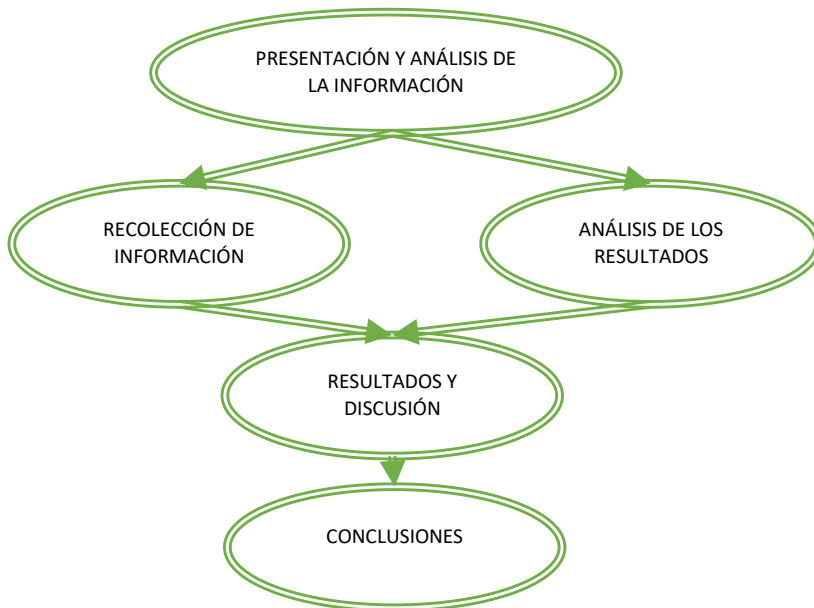 PRESENTACIÓN Y ANÁLISIS DE
LA INFORMACIÓN
RECOLECCIÓN DE
INFORMACIÓN
ANÁLISIS DE LOS
RESULTADOS
RESULTADOS Y
DISCUSIÓN
CONCLUSIONES